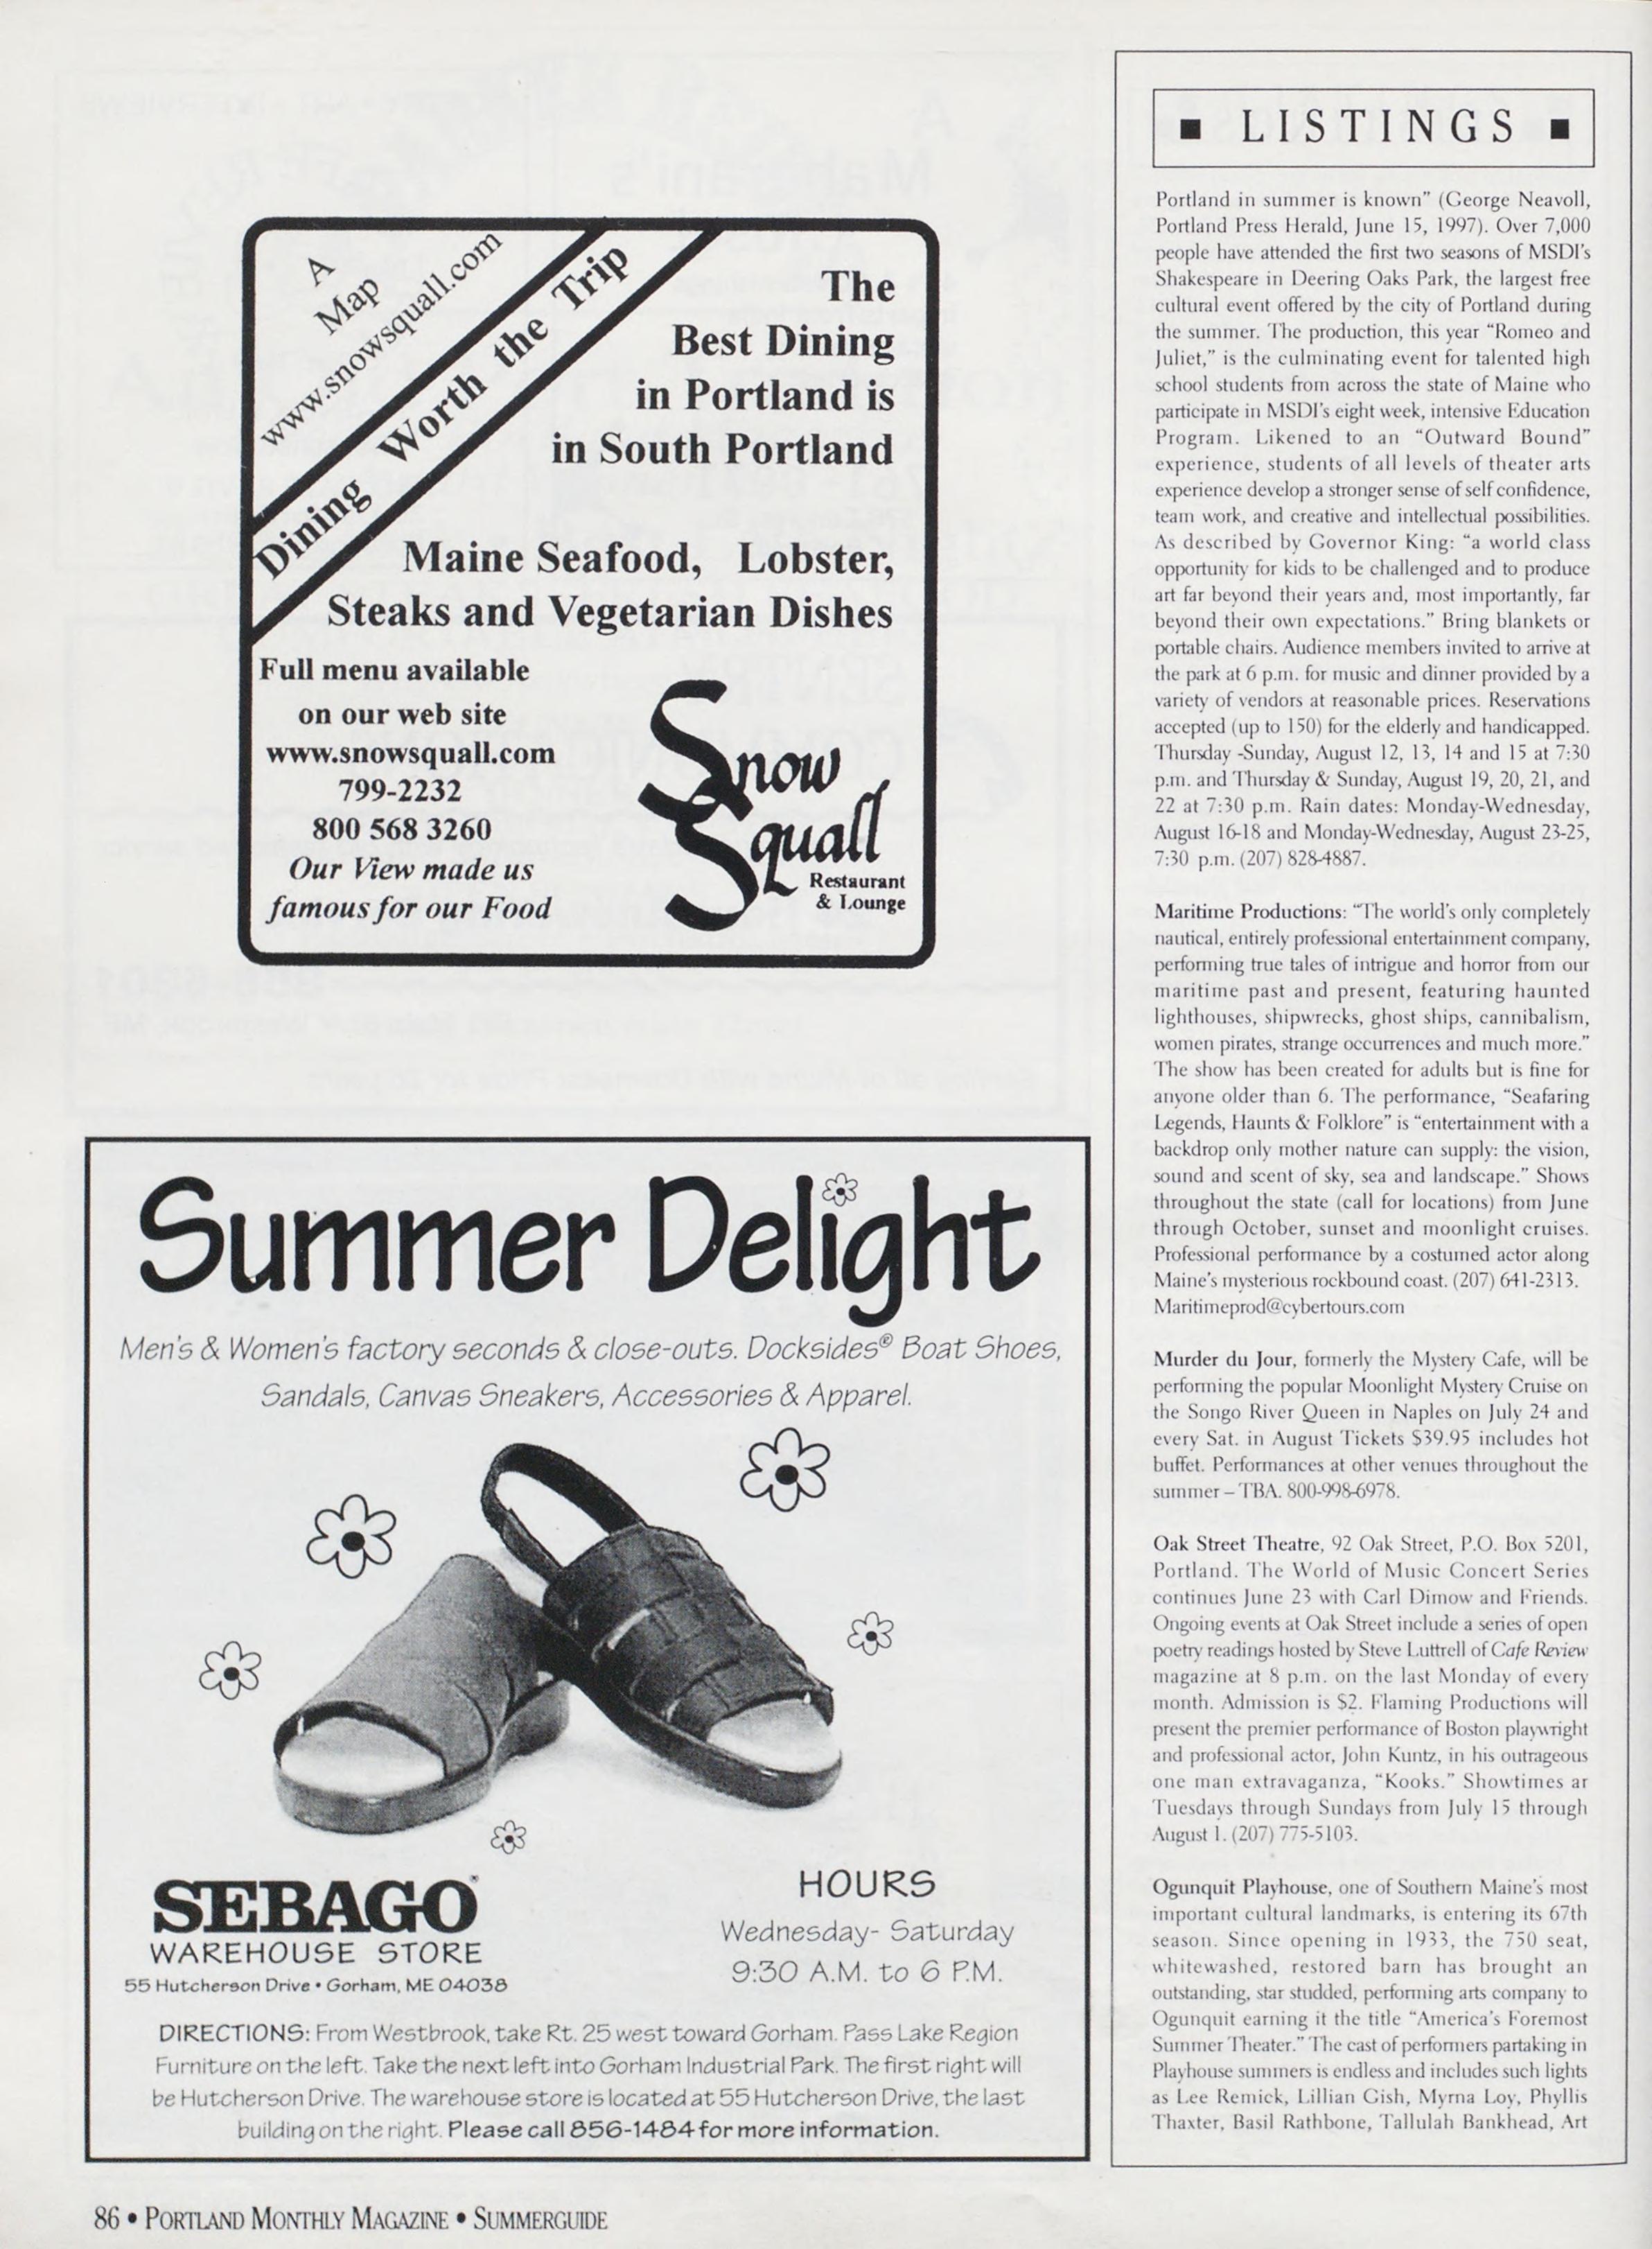 A
Map
www.snowsquall.com
Dining Worth the Trip
The
Best Dining
in Portland is
in South Portland
Maine Seafood, Lobster,
Steaks and Vegetarian Dishes
Full menu available
on our web site
www.snowsquall.com
799-2232
800 568 3260
Our View made us
famous for our Food
Snow
Squall
Restaurant
& Lounge
Summer Delight
Men's & Women's factory seconds & close-outs. Docksides® Boat Shoes,
Sandals, Canvas Sneakers, Accessories & Apparel.
SEBAGO
WAREHOUSE STORE
55 Hutcherson Drive • Gorham, ME 04038
HOURS
Wednesday- Saturday
9:30 A.M. to 6 P.M.
DIRECTIONS: From Westbrook, take Rt. 25 west toward Gorham. Pass Lake Region
Furniture on the left. Take the next left into Gorham Industrial Park. The first right will
be Hutcherson Drive. The warehouse store is located at 55 Hutcherson Drive, the last
building on the right. Please call 856-1484 for more information.
■ LISTINGS ■
Portland in summer is known” (George Neavoll,
Portland Press Herald, June 15, 1997). Over 7,000
people have attended the first two seasons of MSDI's
Shakespeare in Deering Oaks Park, the largest free
cultural event offered by the city of Portland during
the summer. The production, this year “Romeo and
Juliet,” is the culminating event for talented high
school students from across the state of Maine who
participate in MSDI's eight week, intensive Education
Program. Likened to an “Outward Bound”
experience, students of all levels of theater arts
experience develop a stronger sense of self confidence,
team work, and creative and intellectual possibilities.
As described by Governor King: “a world class
opportunity for kids to be challenged and to produce
art far beyond their years and, most importantly, far
beyond their own expectations.” Bring blankets or
portable chairs. Audience members invited to arrive at
the park at 6 p.m. for music and dinner provided by a
variety of vendors at reasonable prices. Reservations
accepted (up to 150) for the elderly and handicapped.
Thursday -Sunday, August 12, 13, 14 and 15 at 7:30
p.m. and Thursday & Sunday, August 19, 20, 21, and
22 at 7:30 p.m. Rain dates: Monday-Wednesday,
August 16-18 and Monday-Wednesday, August 23-25,
7:30 p.m. (207) 828-4887.
Maritime Productions: “The world's only completely
nautical, entirely professional entertainment company,
performing true tales of intrigue and horror from our
maritime past and present, featuring haunted
lighthouses, shipwrecks, ghost ships, cannibalism,
women pirates, strange occurrences and much more.”
The show has been created for adults but is fine for
anyone older than 6. The performance, “Seafaring
Legends, Haunts & Folklore” is “entertainment with a
backdrop only mother nature can supply: the vision,
sound and scent of sky, sea and landscape.” Shows
throughout the state (call for locations) from June
through October, sunset and moonlight cruises.
Professional performance by a costumed actor along
Maine's mysterious rockbound coast. (207) 641-2313.
Maritimeprod@cybertours.com
Murder du Jour, formerly the Mystery Cafe, will be
performing the popular Moonlight Mystery Cruise on
the Songo River Queen in Naples on July 24 and
every Sat. in August Tickets $39.95 includes hot
buffet. Performances at other venues throughout the
summer – TBA. 800-998-6978.
Oak Street Theatre, 92 Oak Street, P.O. Box 5201,
Portland. The World of Music Concert Series
continues June 23 with Carl Dimow and Friends.
Ongoing events at Oak Street include a series of open
poetry readings hosted by Steve Luttrell of Cafe Review
magazine at 8 p.m. on the last Monday of every
month. Admission is $2. Flaming Productions will
present the premier performance of Boston playwright
and professional actor, John Kuntz, in his outrageous
one man extravaganza, “Kooks.” Showtimes ar
Tuesdays through Sundays from July 15 through
August 1. (207) 775-5103.
Ogunquit Playhouse, one of Southern Maine's most
important cultural landmarks, is entering its 67th
season. Since opening in 1933, the 750 seat,
whitewashed, restored barn has brought an
outstanding, star studded, performing arts company to
Ogunquit earning it the title “America's Foremost
Summer Theater.” The cast of performers partaking in
Playhouse summers is endless and includes such lights
as Lee Remick, Lillian Gish, Myrna Loy, Phyllis
Thaxter, Basil Rathbone, Tallulah Bankhead, Art
86 • PORTLAND MONTHLY MAGAZINE • SUMMERGUIDE